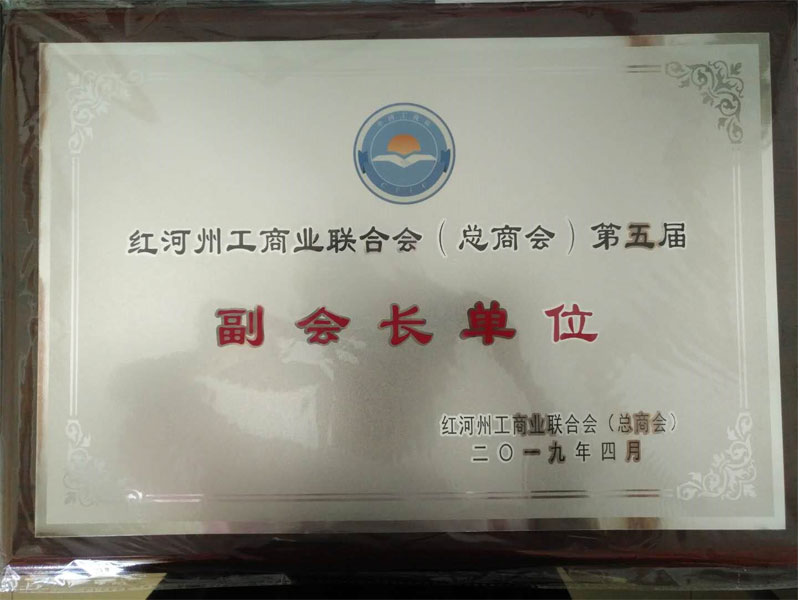 红河州工商业联合会（总商会）第五届
副会长单位
红河州工商业联合会（总商会）
二〇一九年四月